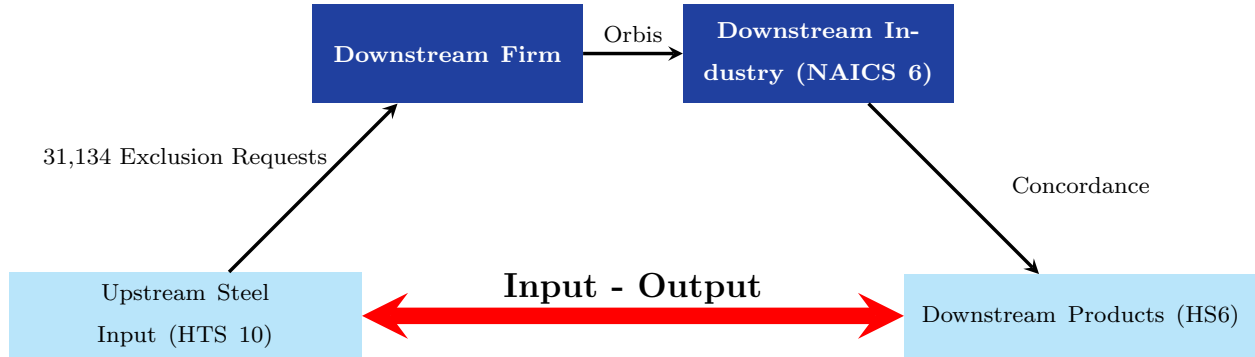 Downstream Firm
Orbis
Downstream In-
dustry (NAICS 6)
31,134 Exclusion Requests
Concordance
Upstream Steel
Input (HTS 10)
Input - Output
Downstream Products (HS6)